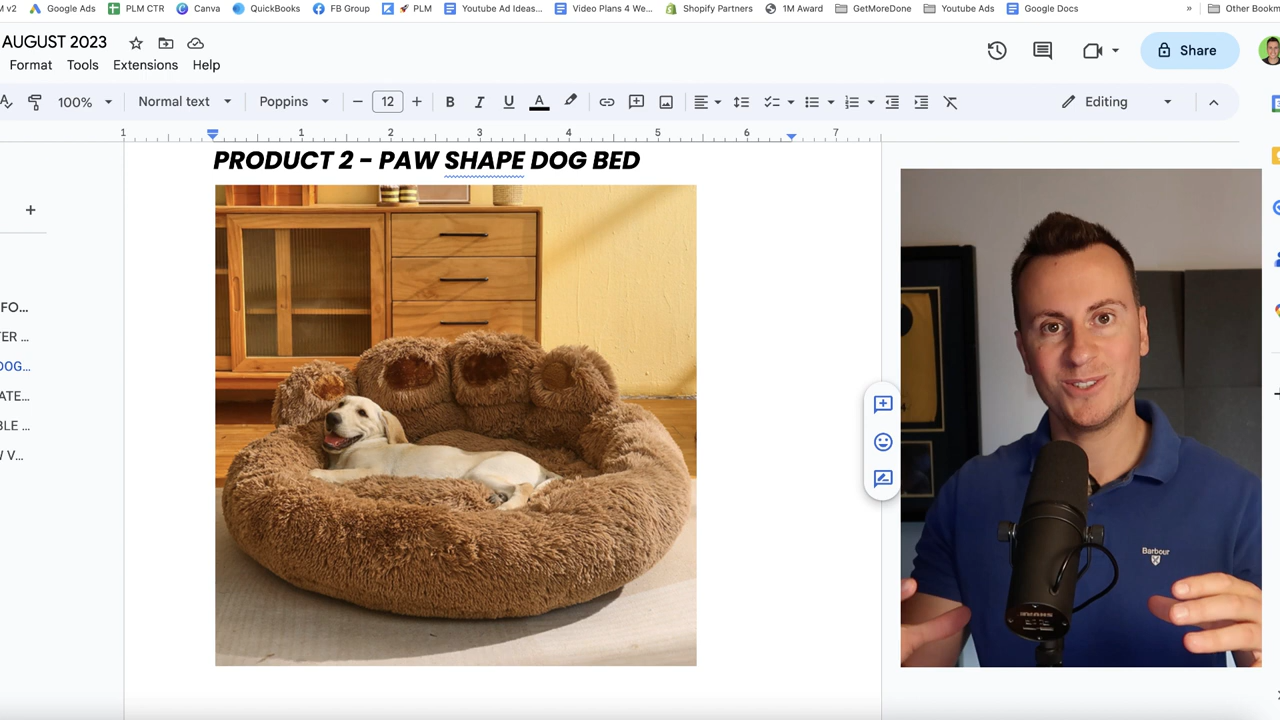 M v2 Google Ads PLM CTR Canva QuickBooks FB Group PLM Youtube Ad Ideas... Video Plans 4 We... Shopify Partners 1M Award GetMoreDone Youtube Ads Google Docs » Other Bookm
AUGUST 2023
Share
Format Tools Extensions Help
100% Normal text Poppins 12 B I U A Editing
1 1 2 3 4 5 6 7
PRODUCT 2 - PAW SHAPE DOG BED
FO...
TER ...
DOG...
ATE...
BLE ...
W V...
Barbour